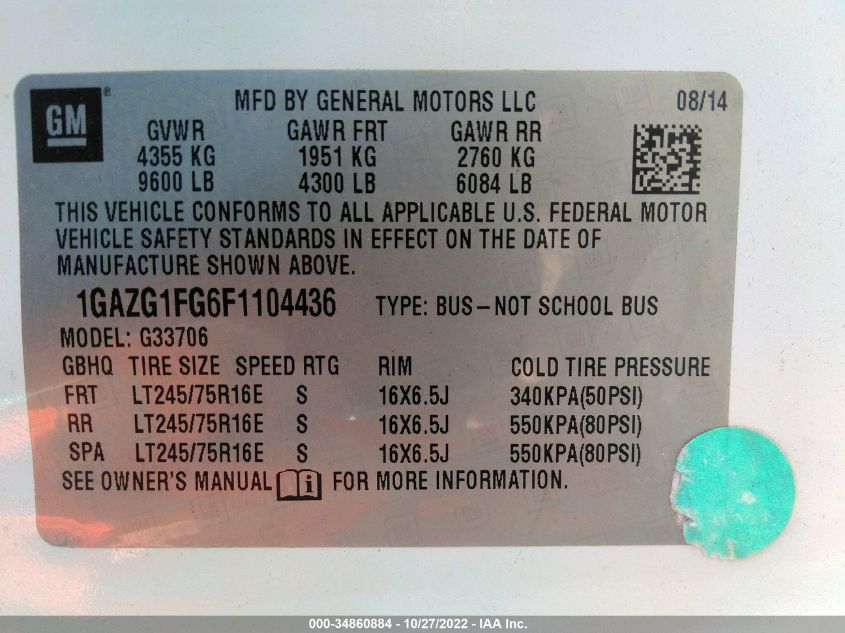 GM ® MFD BY GENERAL MOTORS LLC 08/14
GVWR GAWR FRT GAWR RR
4355 KG 1951 KG 2760 KG
9600 LB 4300 LB 6084 LB
THIS VEHICLE CONFORMS TO ALL APPLICABLE U.S. FEDERAL MOTOR
VEHICLE SAFETY STANDARDS IN EFFECT ON THE DATE OF
MANUFACTURE SHOWN ABOVE.
1GAZG1FG6F1104436 TYPE: BUS–NOT SCHOOL BUS
MODEL: G33706
GBHQ TIRE SIZE SPEED RTG RIM COLD TIRE PRESSURE
FRT LT245/75R16E S 16X6.5J 340KPA(50PSI)
RR LT245/75R16E S 16X6.5J 550KPA(80PSI)
SPA LT245/75R16E S 16X6.5J 550KPA(80PSI)
SEE OWNER'S MANUAL i FOR MORE INFORMATION.
000-34860884 - 10/27/2022 - IAA Inc.